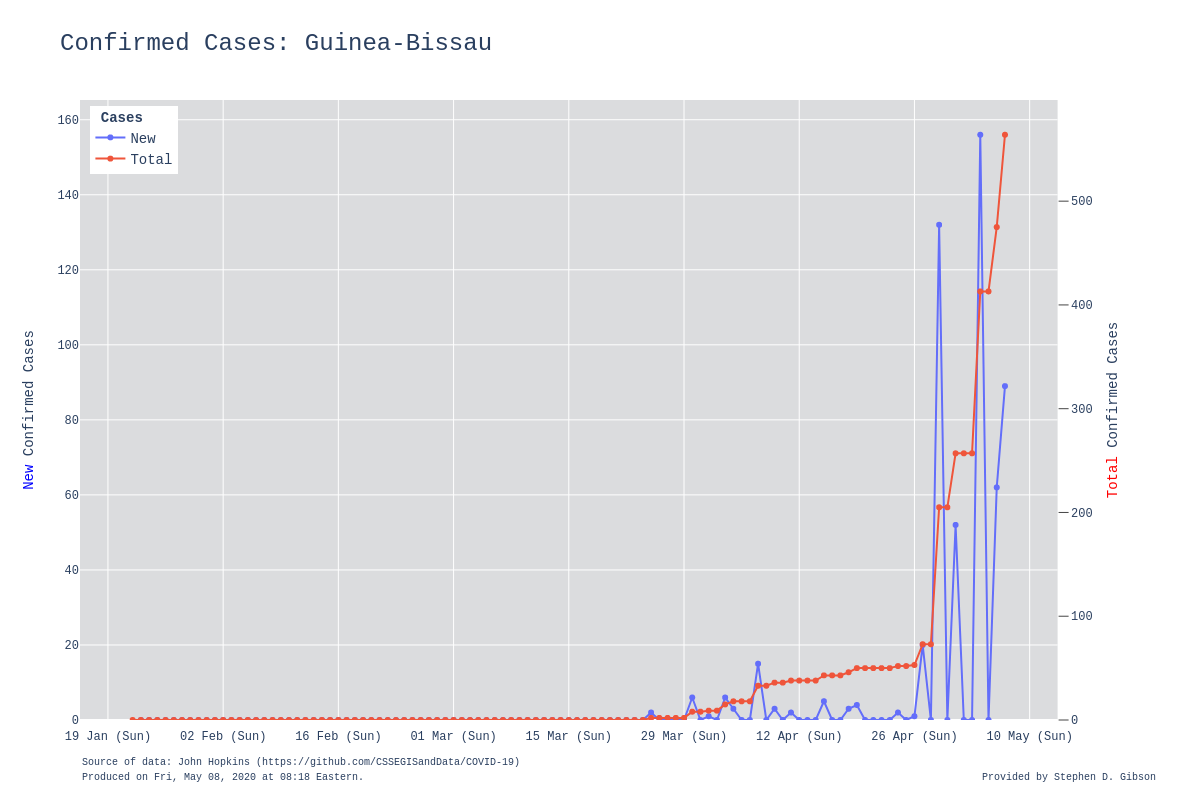 Confirmed Cases: Guinea-Bissau
Cases
New
Total
160
140
120
100
80
60
40
20
0
500
400
300
200
100
0
New Confirmed Cases
Total Confirmed Cases
19 Jan (Sun) 02 Feb (Sun) 16 Feb (Sun) 01 Mar (Sun) 15 Mar (Sun) 29 Mar (Sun) 12 Apr (Sun) 26 Apr (Sun) 10 May (Sun)
Source of data: John Hopkins (https://github.com/CSSEGISandData/COVID-19)
Produced on Fri, May 08, 2020 at 08:18 Eastern.
Provided by Stephen D. Gibson